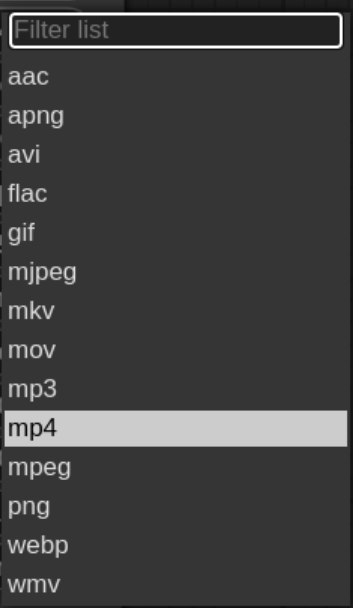 Filter list
aac
apng
avi
flac
gif
mjpeg
mkv
mov
mp3
mp4
mpeg
png
webp
wmv